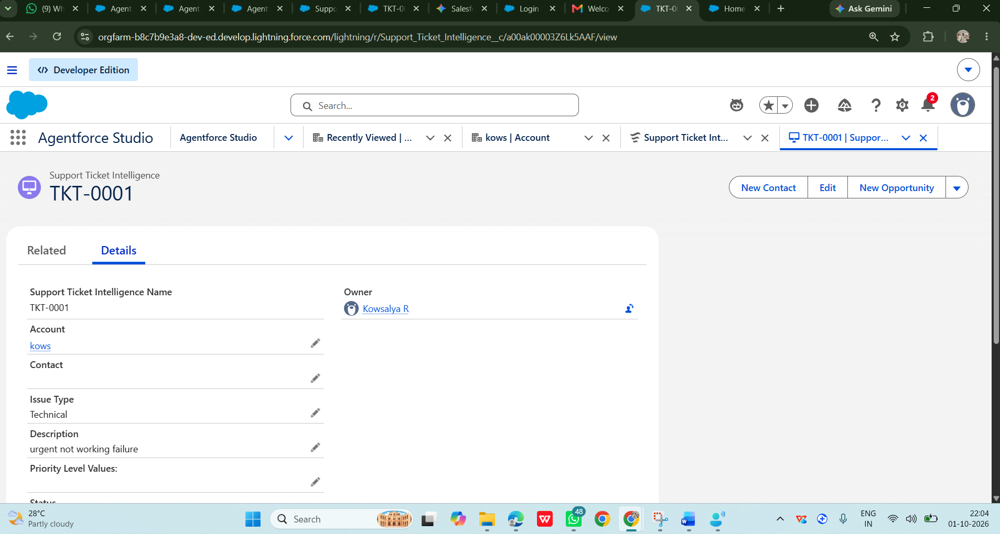 (9) Wh
Agent
Agent
Agent
Suppo
TKT-0
Salesf
Login
Welco
TKT-0
Home
Ask Gemini
orgfarm-b8c7b9e3a8-dev-ed.develop.lightning.force.com/lightning/r/Support_Ticket_Intelligence__c/a00ak00003Z6Lk5AAF/view
</> Developer Edition
Search...
2
Agentforce Studio
Agentforce Studio
Recently Viewed | ...
kows | Account
Support Ticket Int...
TKT-0001 | Suppor...
Support Ticket Intelligence
TKT-0001
New Contact
Edit
New Opportunity
Related
Details
Support Ticket Intelligence Name
TKT-0001
Owner
Kowsalya R
Account
kows
Contact
Issue Type
Technical
Description
urgent not working failure
Priority Level Values:
Status
28°C
Partly cloudy
Search
48
ENG
IN
22:04
01-10-2026